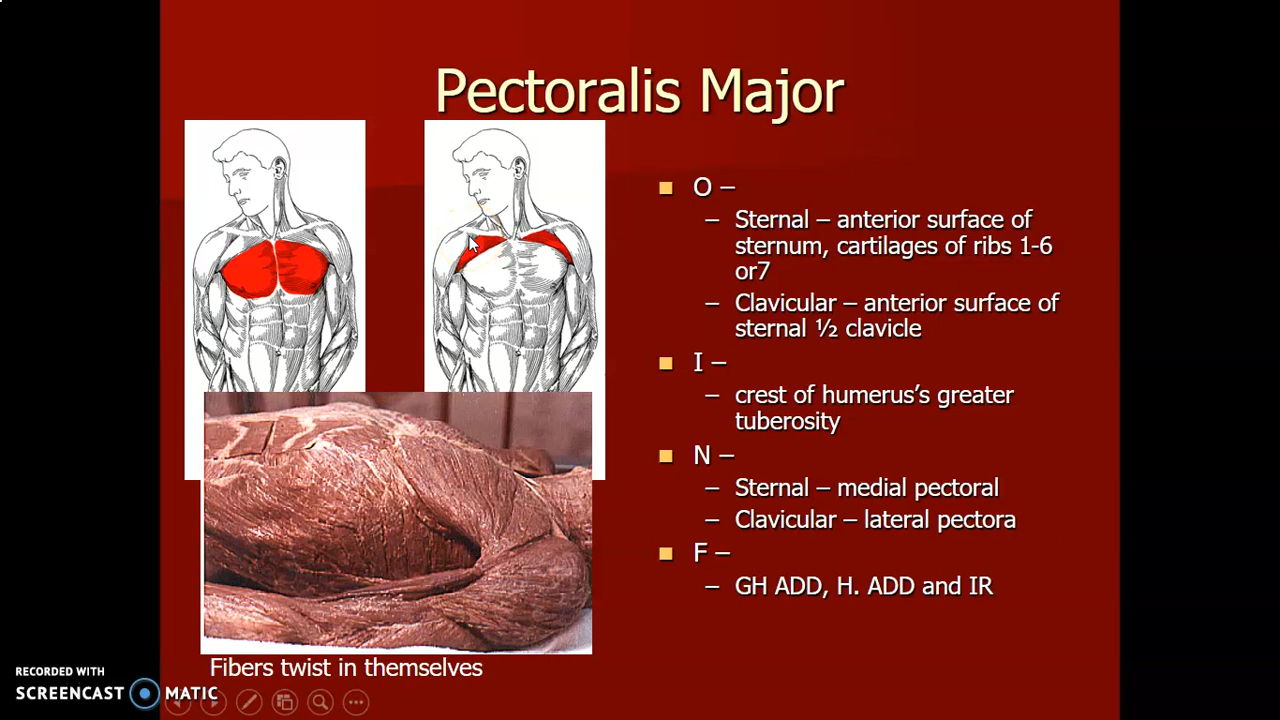 Pectoralis Major
O –
– Sternal – anterior surface of
sternum, cartilages of ribs 1-6
or7
– Clavicular – anterior surface of
sternal ½ clavicle
I –
– crest of humerus’s greater
tuberosity
N –
– Sternal – medial pectoral
– Clavicular – lateral pectora
F –
– GH ADD, H. ADD and IR
Fibers twist in themselves
RECORDED WITH
SCREENCAST MATIC